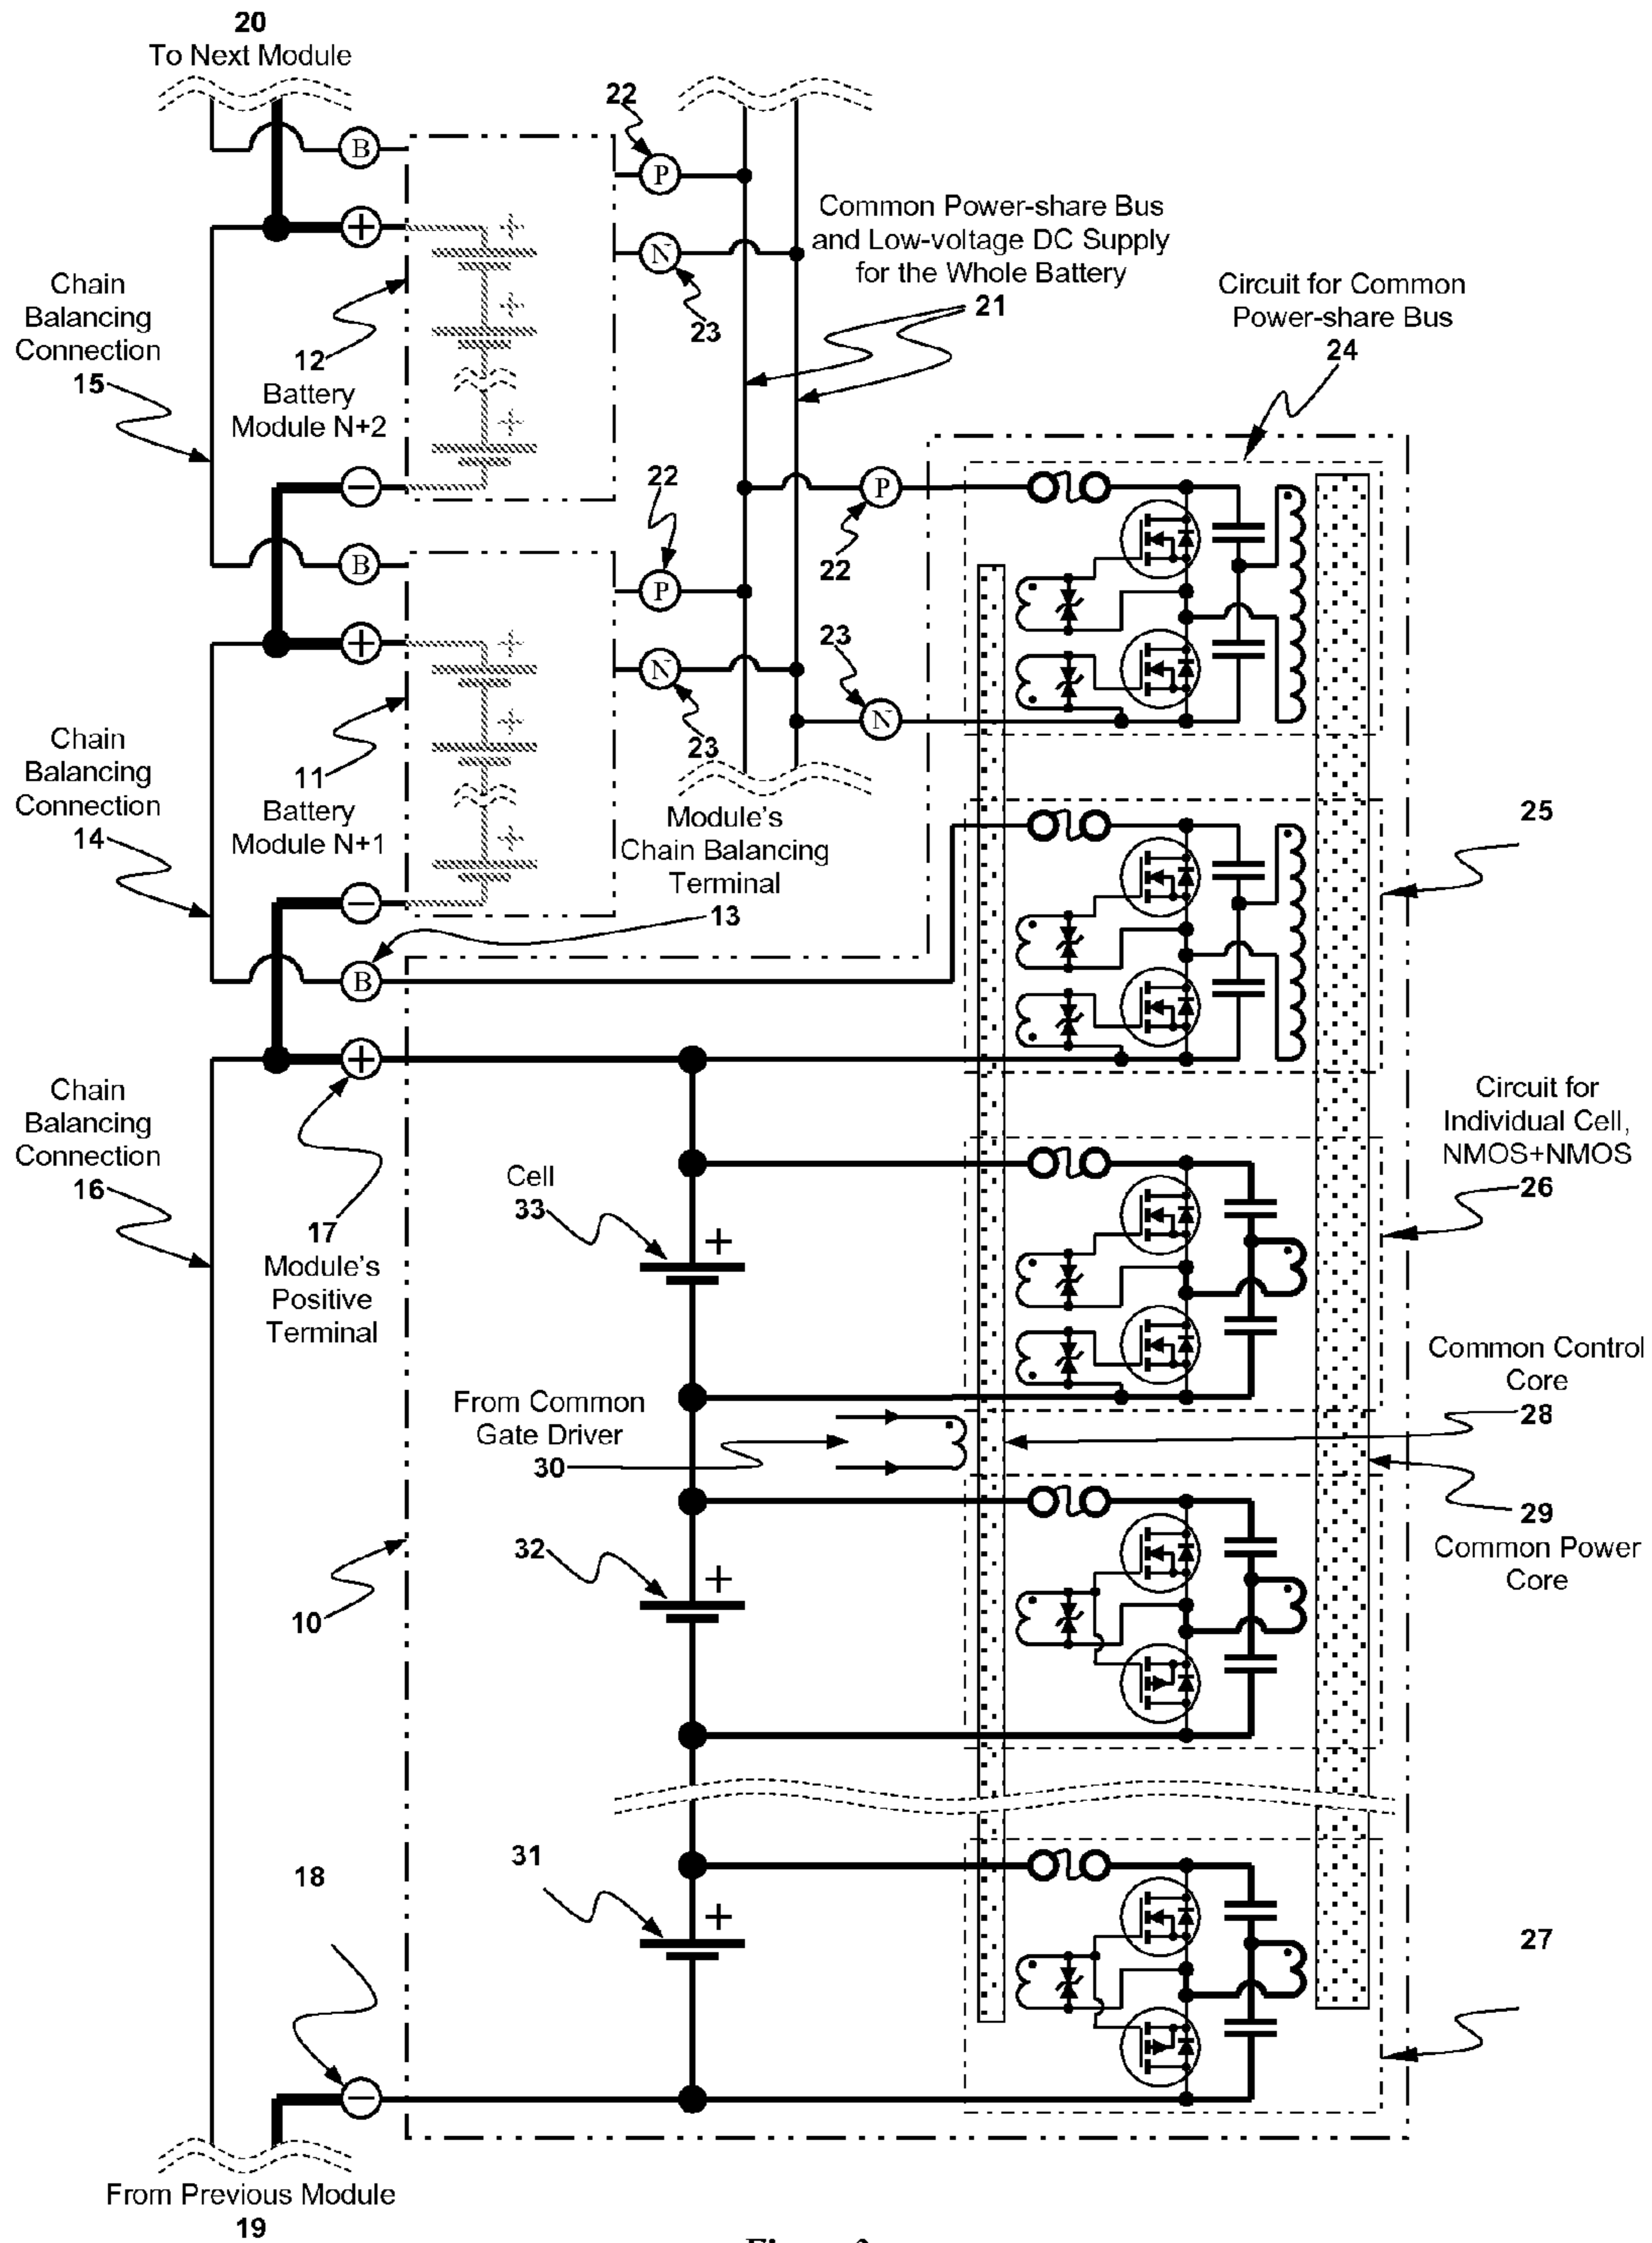 20
To Next Module
22
B
P
Common Power-share Bus
and Low-voltage DC Supply
for the Whole Battery
21
+
N
23
Circuit for Common
Power-share Bus
24
Chain
Balancing
Connection
15
12
Battery
Module N+2
+
+
+
−
22
P
22
B
P
23
N
23
+
N
+
+
+
Chain
Balancing
Connection
14
11
Battery
Module N+1
−
Module's
Chain Balancing
Terminal
13
25
B
+
Chain
Balancing
Connection
16
17
Module's
Positive
Terminal
Cell
33
+
Circuit for
Individual Cell,
NMOS+NMOS
26
From Common
Gate Driver
30
Common Control
Core
28
29
Common Power
Core
32
+
10
31
+
18
27
−
From Previous Module
19